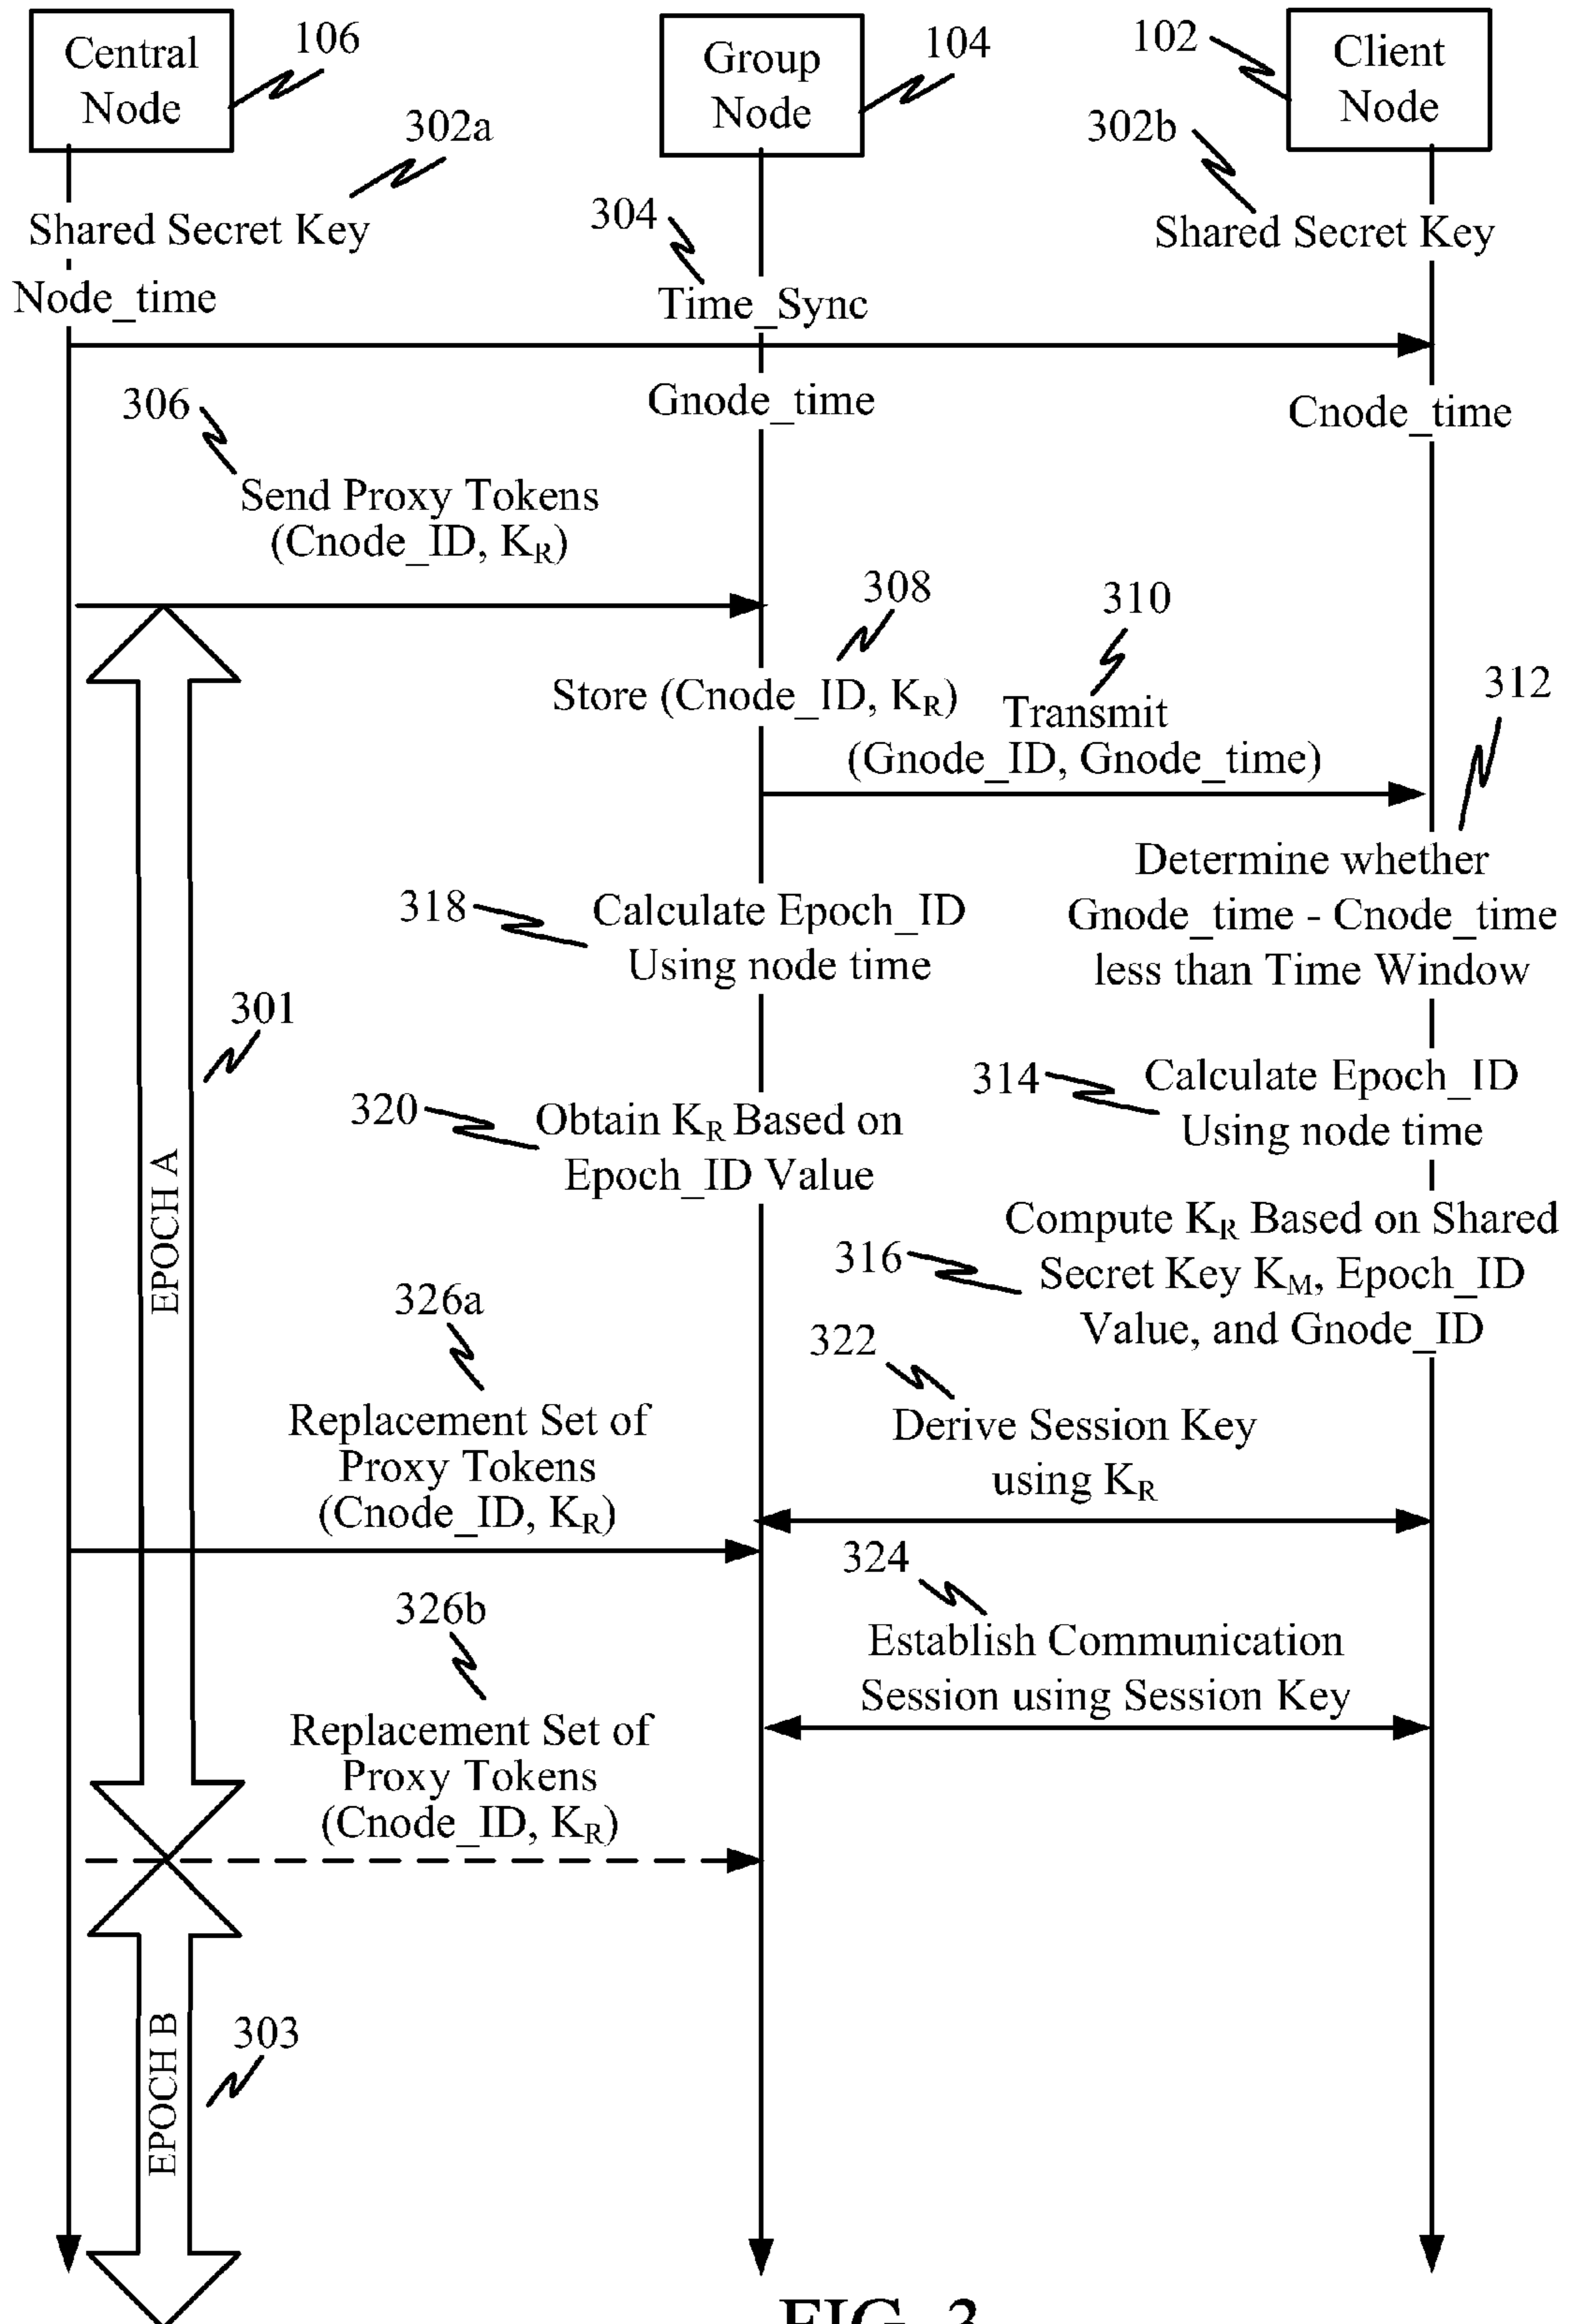 Central
Node
106
Group
Node
104
102
Client
Node
302a
302b
Shared Secret Key
304
Shared Secret Key
Node_time
Time_Sync
306
Gnode_time
Cnode_time
Send Proxy Tokens
(Cnode_ID, KR)
308
310
Store (Cnode_ID, KR)
312
Transmit
(Gnode_ID, Gnode_time)
Determine whether
Gnode_time - Cnode_time
less than Time Window
318
Calculate Epoch_ID
Using node time
301
314
Calculate Epoch_ID
Using node time
320
Obtain KR Based on
Epoch_ID Value
EPOCH A
316
Compute KR Based on Shared
Secret Key KM, Epoch_ID
Value, and Gnode_ID
326a
322
Replacement Set of
Proxy Tokens
(Cnode_ID, KR)
Derive Session Key
using KR
324
326b
Establish Communication
Session using Session Key
Replacement Set of
Proxy Tokens
(Cnode_ID, KR)
303
EPOCH B
FIG. 3